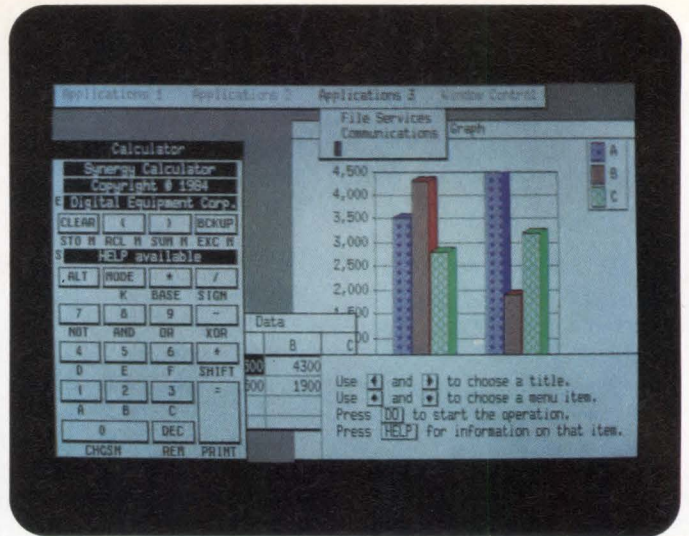 Applications 1 Applications 2 Applications 3 Window Control
File Services
Communications
Graph
Calculator
Synergy Calculator
Copyright © 1984
Digital Equipment Corp.
CLEAR ( ) BCKUP
STO M RCL M SUM M EXC M
HELP available
ALT MODE * /
K BASE SIGN
7 8 9 -
NOT AND OR XOR
4 5 6 +
D E F SHIFT
1 2 3 =
A B C
0 DEC
CHGSN REM PRINT
Data
B C
4300
1900
4,500
4,000
3,500
3,000
2,500
2,000
A
B
C
Use and to choose a title.
Use and to choose a menu item.
Press DO to start the operation.
Press HELP for information on that item.